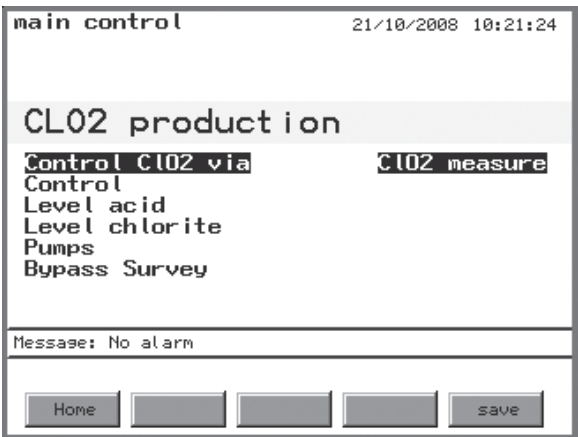 main control 21/10/2008 10:21:24
CLO2 production
Control ClO2 via ClO2 measure
Control
Level acid
Level chlorite
Pumps
Bypass Survey
Message: No alarm
Home save